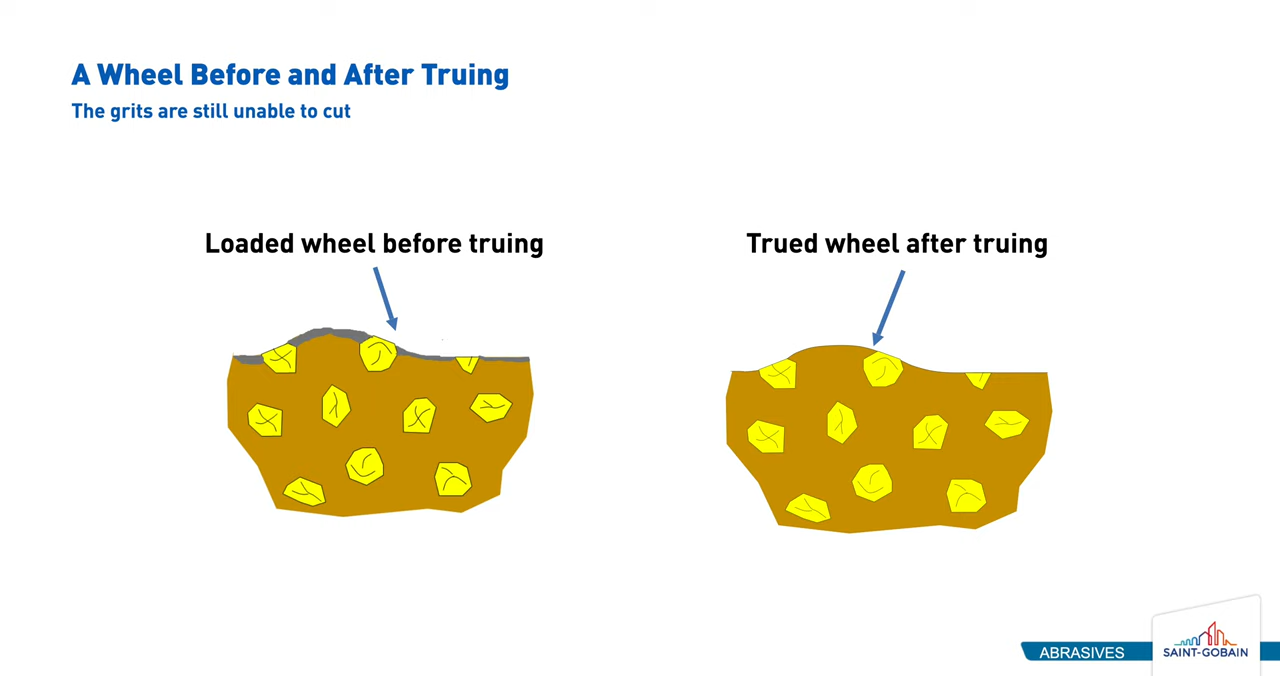 A Wheel Before and After Truing
The grits are still unable to cut
Loaded wheel before truing
Trued wheel after truing
ABRASIVES
SAINT-GOBAIN